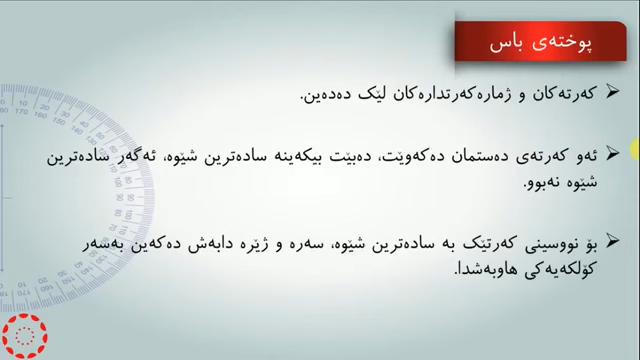 پوختەی باس
کەرتەکان و ژمارەکەرتدارەکان لێک دەدەین.
ئەو کەرتەی دەستمان دەکەوێت، دەبێت بیکەینە سادەترین شێوە، ئەگەر سادەترین
شێوە نەبوو.
بۆ نووسینی کەرتێک بە سادەترین شێوە، سەرە و ژێرە دابەش دەکەین بەسەر
کۆلکەیەکی هاوبەشدا.